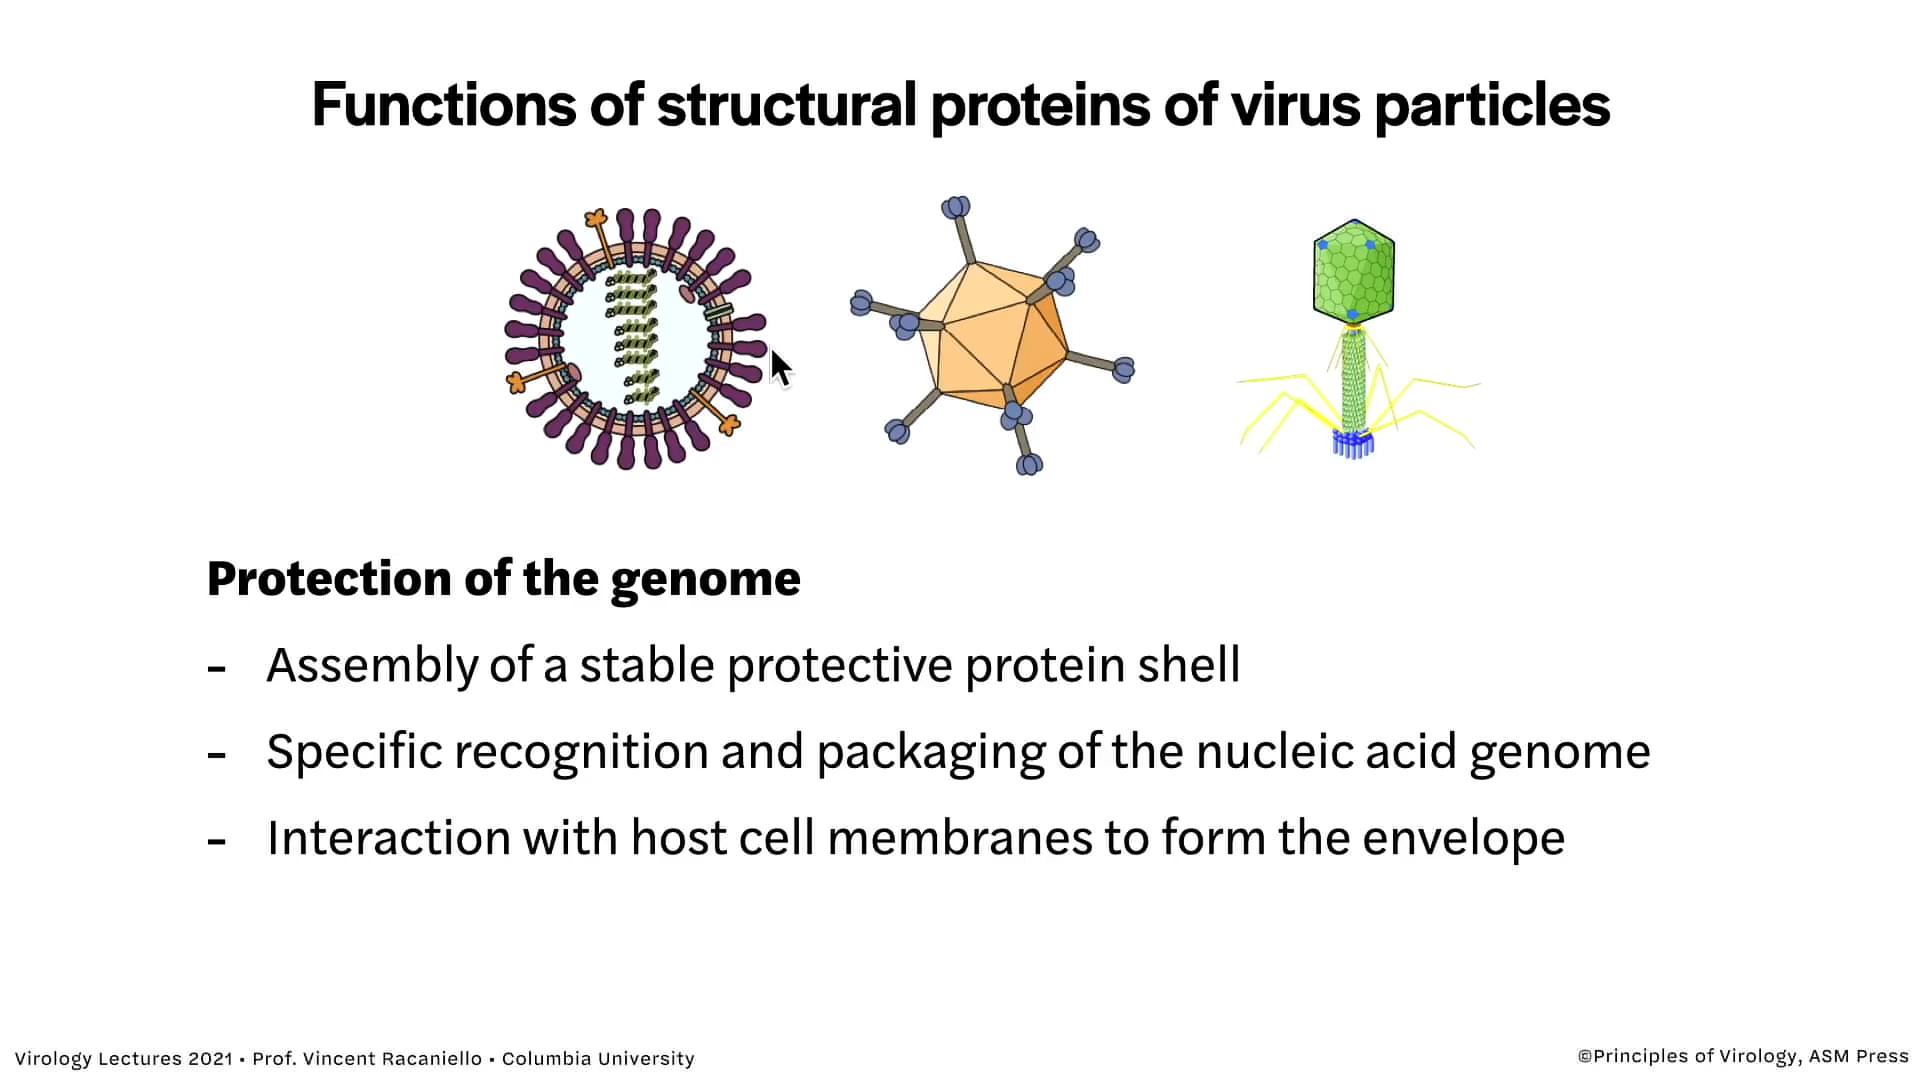 Functions of structural proteins of virus particles
Protection of the genome
- Assembly of a stable protective protein shell
- Specific recognition and packaging of the nucleic acid genome
- Interaction with host cell membranes to form the envelope
Virology Lectures 2021 • Prof. Vincent Racaniello • Columbia University
©Principles of Virology, ASM Press